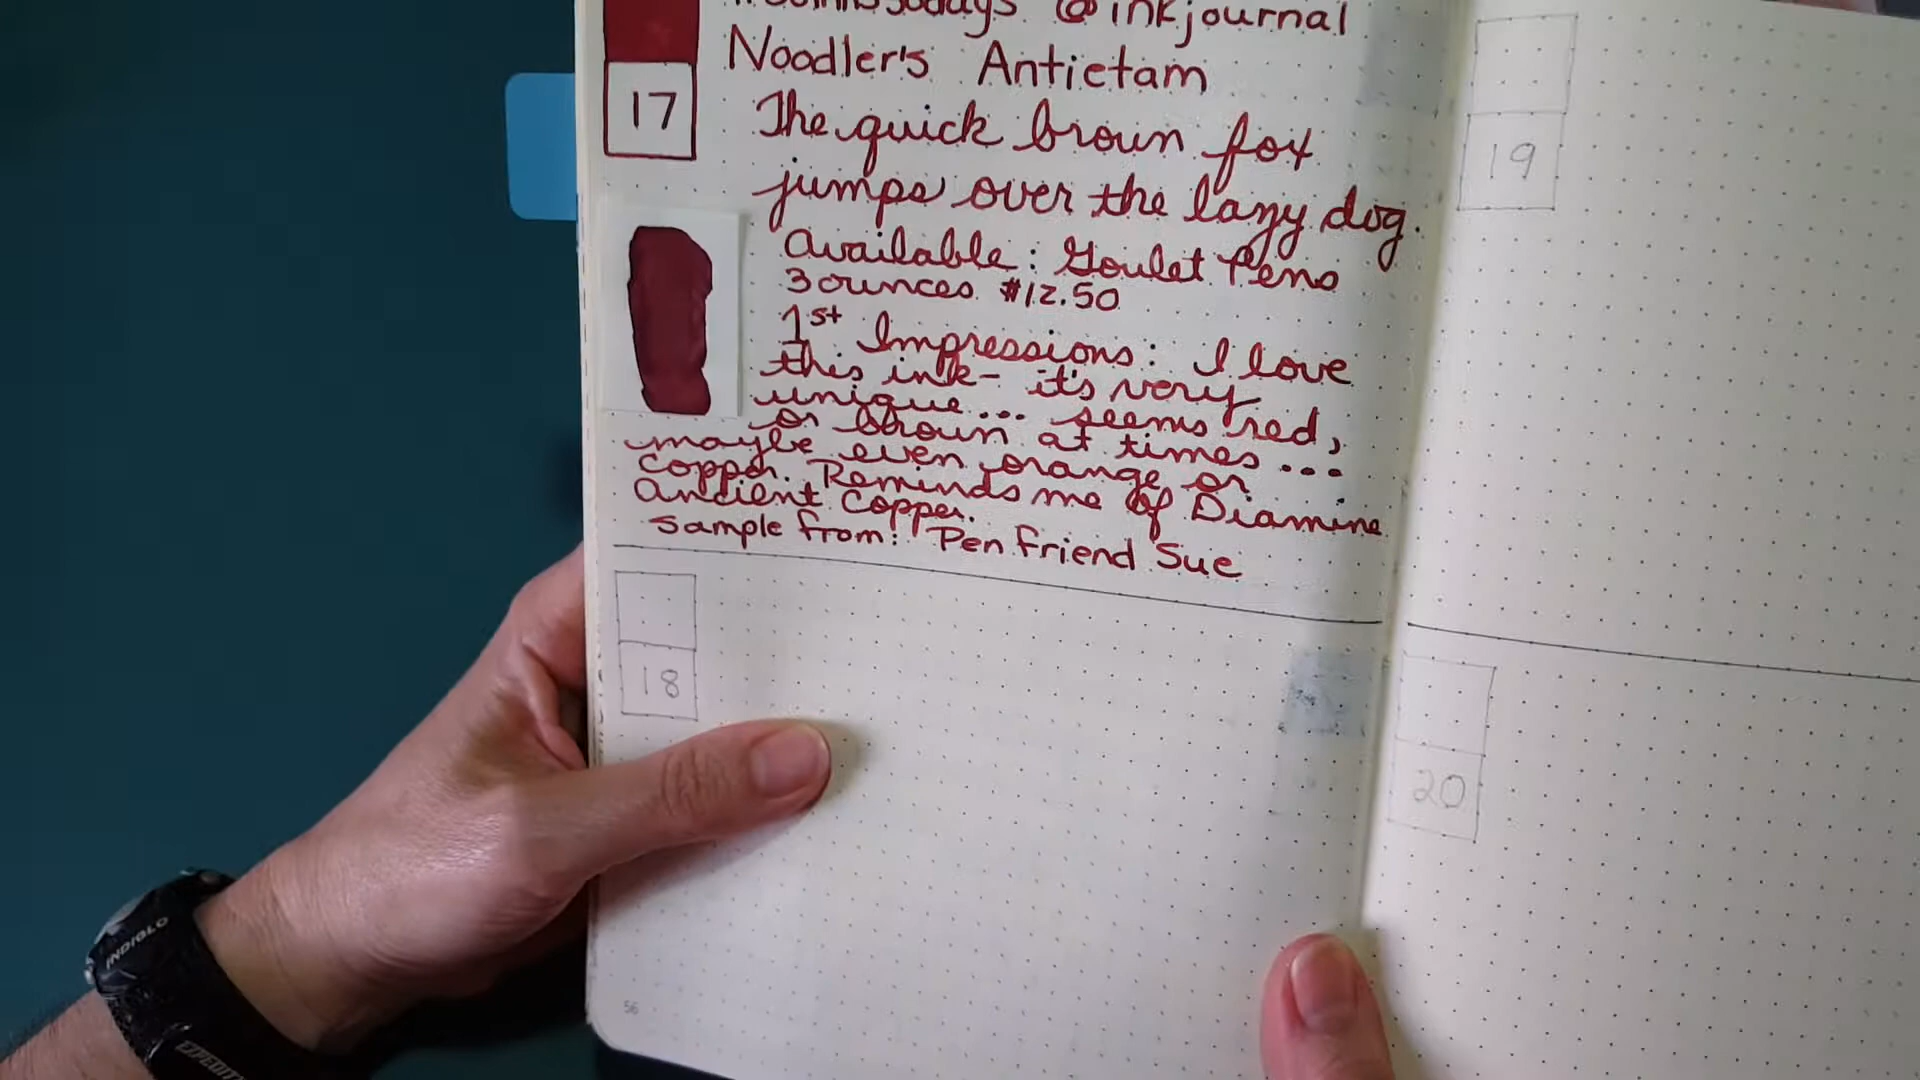 @inkjournal
Noodler's Antietam
17
The quick brown fox
jumps over the lazy dog.
Available: Goulet Pens
3 ounces $12.50
1st Impressions: I love
this ink- it's very
unique... seems red,
or brown at times...
maybe even orange or
copper. Reminds me of Diamine
Ancient Copper.
Sample from: Pen Friend Sue
18
56
19
20
INDIGLO
EXPEDIT